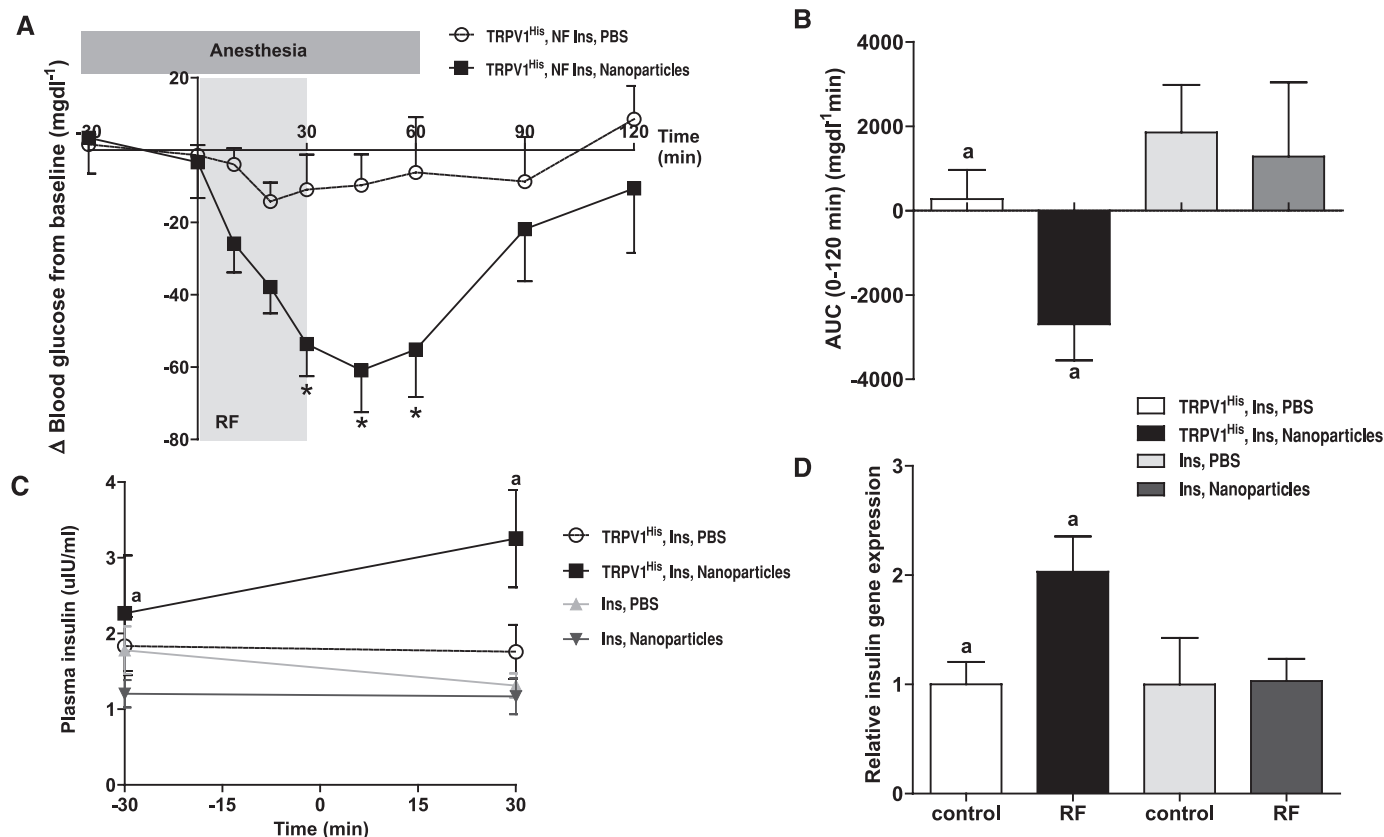 A
Anesthesia
TRPV1His, NF Ins, PBS
TRPV1His, NF Ins, Nanoparticles
Δ Blood glucose from baseline (mgdl-1)
20
-30
30
60
90
120
Time
(min)
-20
-40
-60
-80
*
*
*
RF
B
AUC (0-120 min) (mgdl-1min)
4000
2000
0
-2000
-4000
a
a
TRPV1His, Ins, PBS
TRPV1His, Ins, Nanoparticles
Ins, PBS
Ins, Nanoparticles
C
Plasma insulin (uIU/ml)
4
3
2
1
0
a
a
-30
-15
0
15
30
Time (min)
TRPV1His, Ins, PBS
TRPV1His, Ins, Nanoparticles
Ins, PBS
Ins, Nanoparticles
D
Relative insulin gene expression
3
2
1
0
a
a
control
RF
control
RF